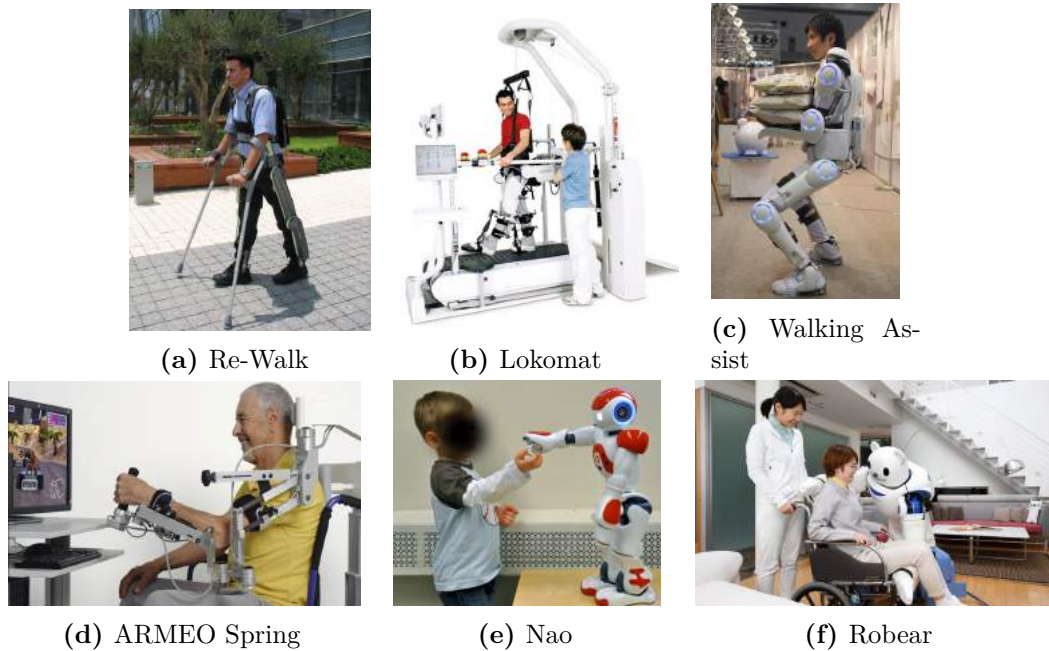 (a) Re-Walk
(b) Lokomat
(c) Walking As-
sist
(d) ARMEO Spring
(e) Nao
(f) Robear